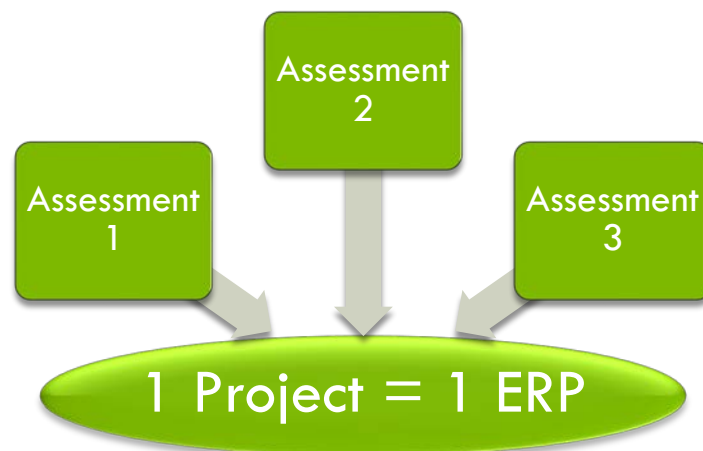 Assessment
1
Assessment
2
Assessment
3
1 Project = 1 ERP